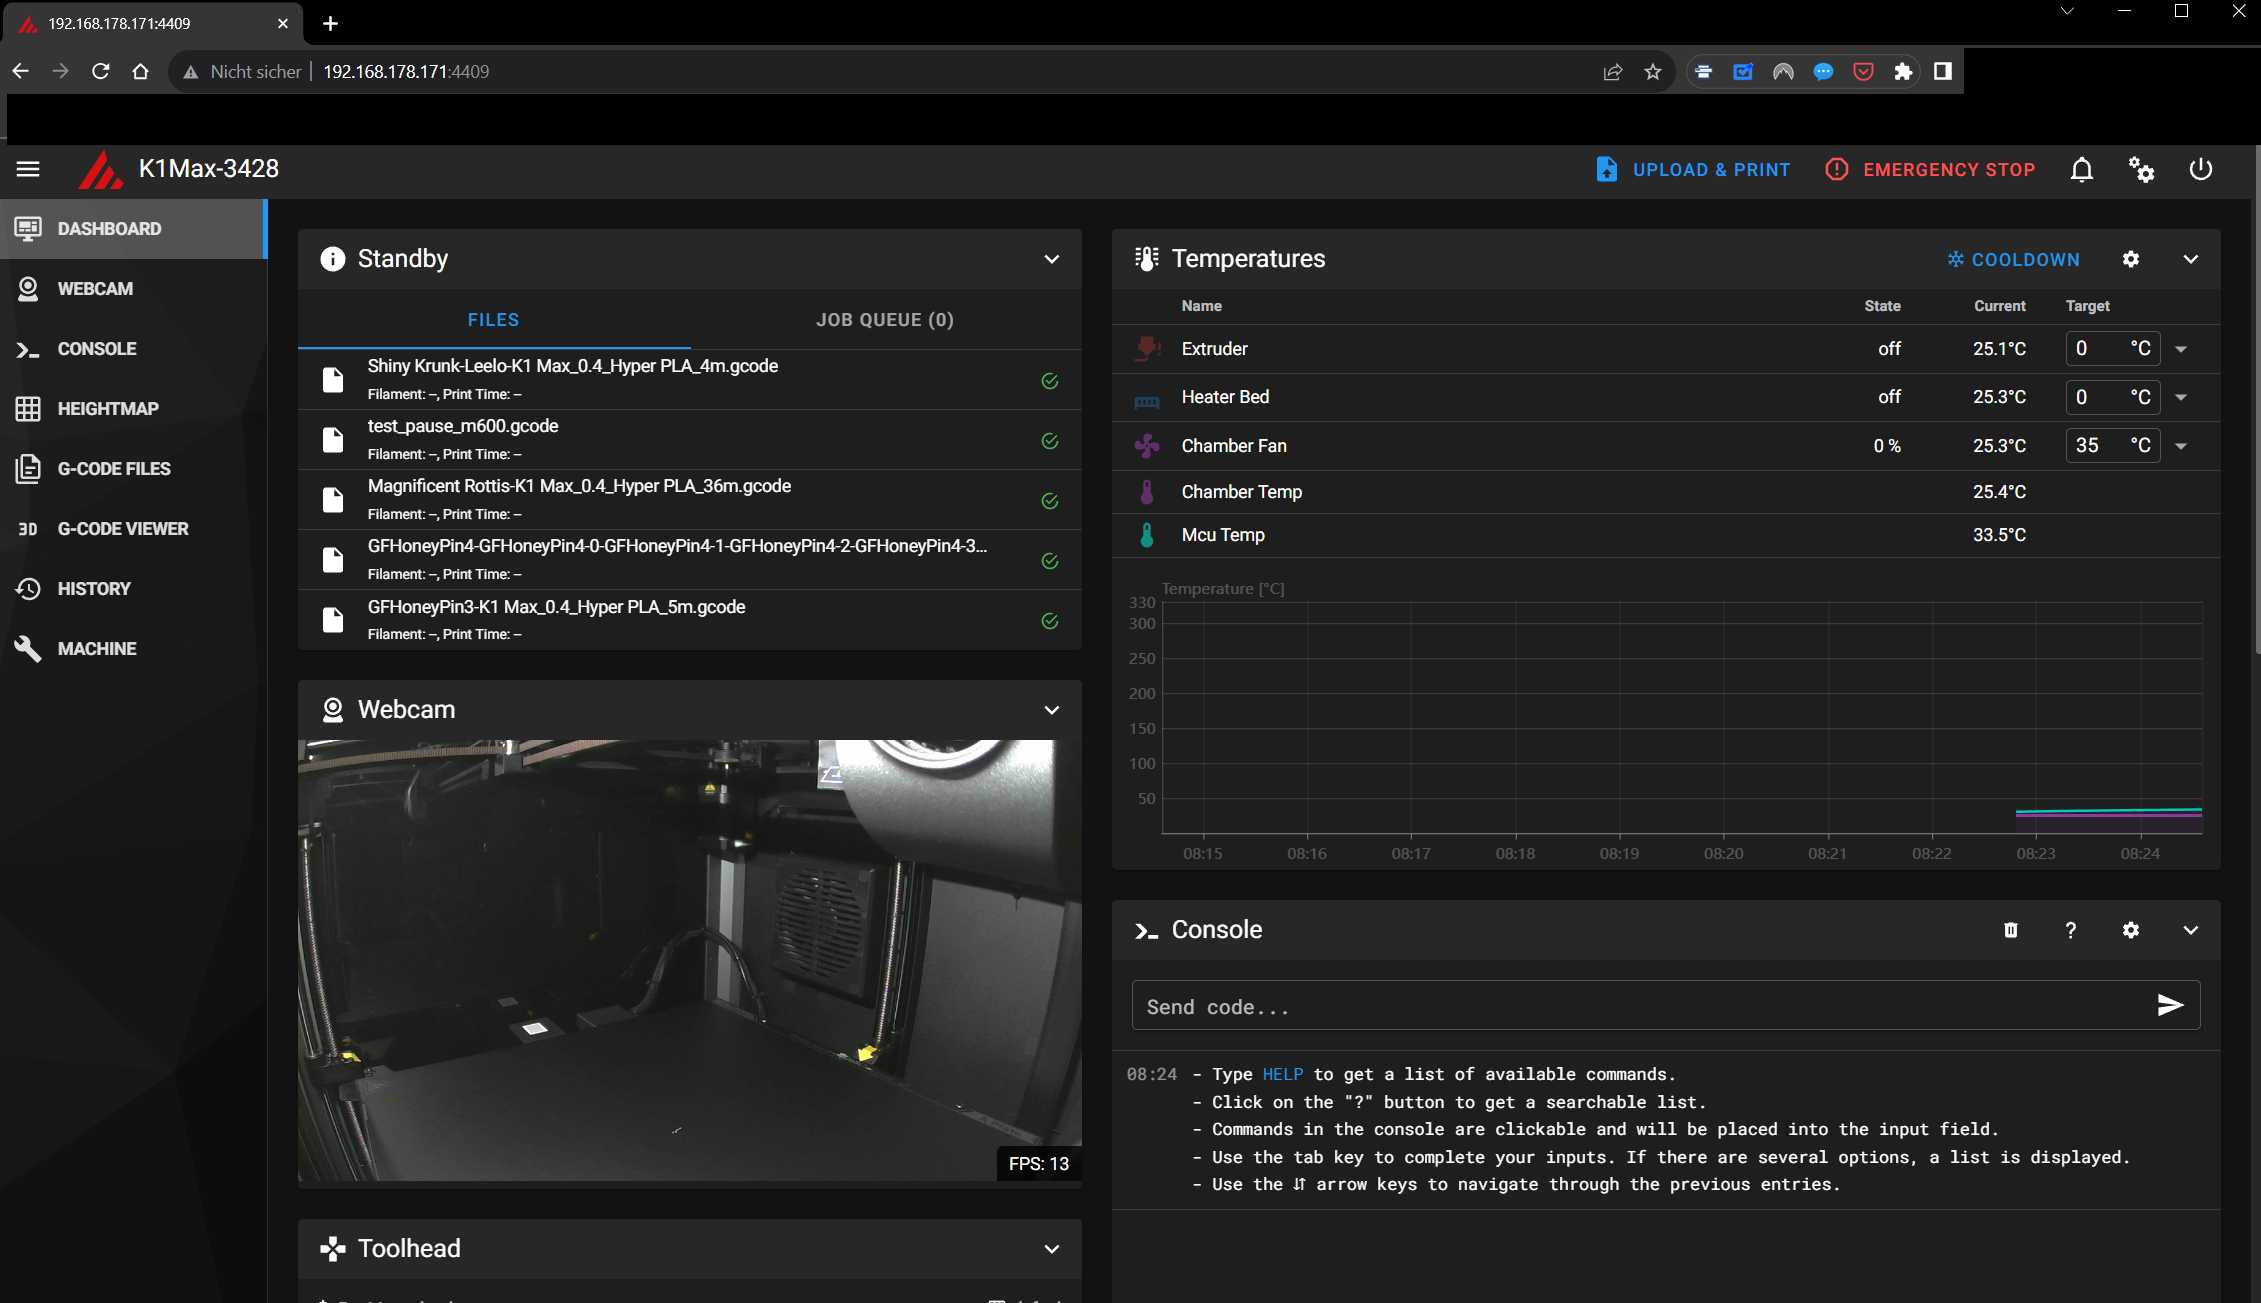 192.168.178.171:4409
Nicht sicher | 192.168.178.171:4409
K1Max-3428
UPLOAD & PRINT
EMERGENCY STOP
DASHBOARD
WEBCAM
CONSOLE
HEIGHTMAP
G-CODE FILES
3D G-CODE VIEWER
HISTORY
MACHINE
Standby
FILES JOB QUEUE (0)
Shiny Krunk-Leelo-K1 Max_0.4_Hyper PLA_4m.gcode
Filament: --, Print Time: --
test_pause_m600.gcode
Filament: --, Print Time: --
Magnificent Rottis-K1 Max_0.4_Hyper PLA_36m.gcode
Filament: --, Print Time: --
GFHoneyPin4-GFHoneyPin4-0-GFHoneyPin4-1-GFHoneyPin4-2-GFHoneyPin4-3...
Filament: --, Print Time: --
GFHoneyPin3-K1 Max_0.4_Hyper PLA_5m.gcode
Filament: --, Print Time: --
Webcam
FPS: 13
Toolhead
Temperatures
COOLDOWN
Name State Current Target
Extruder off 25.1°C 0 °C
Heater Bed off 25.3°C 0 °C
Chamber Fan 0 % 25.3°C 35 °C
Chamber Temp 25.4°C
Mcu Temp 33.5°C
Temperature [°C]
330
300
250
200
150
100
50
08:15 08:16 08:17 08:18 08:19 08:20 08:21 08:22 08:23 08:24
Console
?
Send code...
08:24 - Type HELP to get a list of available commands.
- Click on the "?" button to get a searchable list.
- Commands in the console are clickable and will be placed into the input field.
- Use the tab key to complete your inputs. If there are several options, a list is displayed.
- Use the ⇵ arrow keys to navigate through the previous entries.